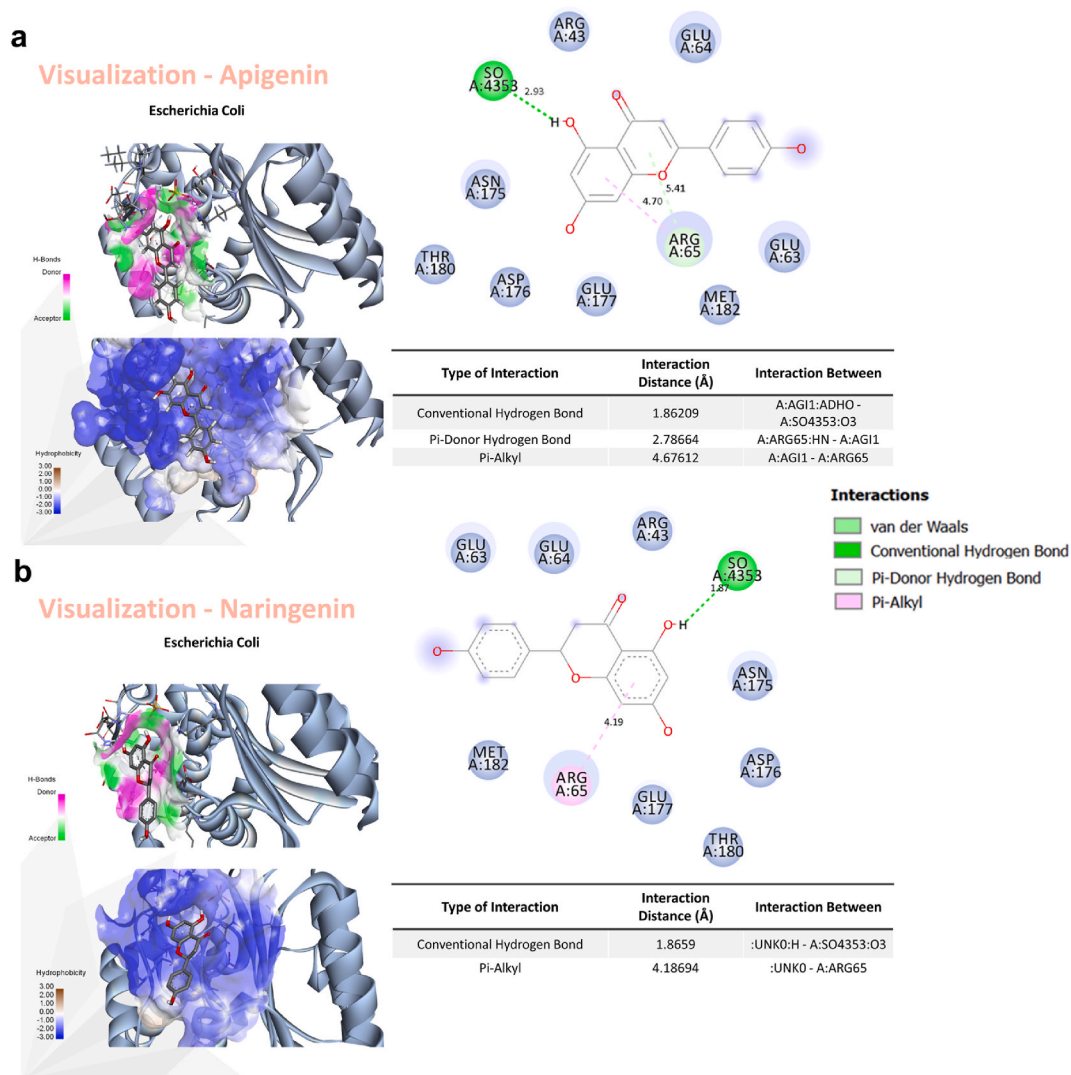 a
Visualization - Apigenin
Escherichia Coli
H-Bonds
Donor
Acceptor
Hydrophobicity
3.00
2.00
1.00
0.00
-1.00
-2.00
-3.00
ARG
A:43
GLU
A:64
SO
A:4353
2.93
H
O
O
O
O
O
5.41
4.70
ASN
A:175
ARG
A:65
GLU
A:63
THR
A:180
ASP
A:176
GLU
A:177
MET
A:182
Type of Interaction
Interaction
Distance (Å)
Interaction Between
Conventional Hydrogen Bond
1.86209
A:AGI1:ADHO -
A:SO4353:O3
Pi-Donor Hydrogen Bond
2.78664
A:ARG65:HN - A:AGI1
Pi-Alkyl
4.67612
A:AGI1 - A:ARG65
Interactions
van der Waals
Conventional Hydrogen Bond
Pi-Donor Hydrogen Bond
Pi-Alkyl
b
Visualization - Naringenin
Escherichia Coli
H-Bonds
Donor
Acceptor
Hydrophobicity
3.00
2.00
1.00
0.00
-1.00
-2.00
-3.00
GLU
A:63
GLU
A:64
ARG
A:43
SO
A:4353
1.87
O
O
H
O
O
O
4.19
ASN
A:175
MET
A:182
ARG
A:65
GLU
A:177
ASP
A:176
THR
A:180
Type of Interaction
Interaction
Distance (Å)
Interaction Between
Conventional Hydrogen Bond
1.8659
:UNK0:H - A:SO4353:O3
Pi-Alkyl
4.18694
:UNK0 - A:ARG65